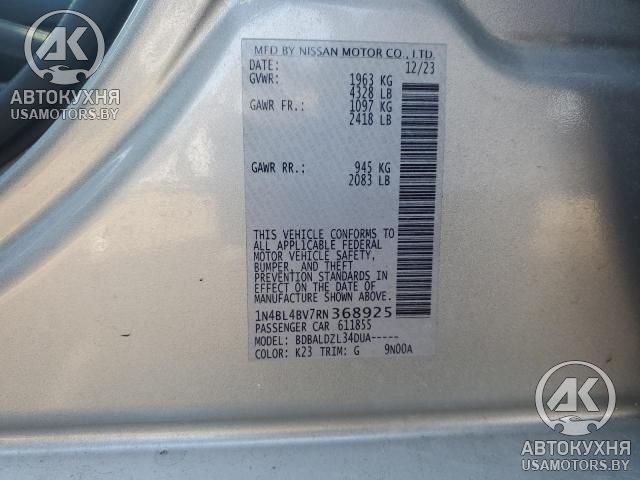 MFD BY NISSAN MOTOR CO., LTD.
DATE: 12/23
GVWR: 1963 KG
4328 LB
GAWR FR.: 1097 KG
2418 LB
GAWR RR.: 945 KG
2083 LB
THIS VEHICLE CONFORMS TO
ALL APPLICABLE FEDERAL
MOTOR VEHICLE SAFETY,
BUMPER, AND THEFT
PREVENTION STANDARDS IN
EFFECT ON THE DATE OF
MANUFACTURE SHOWN ABOVE.
1N4BL4BV7RN368925
PASSENGER CAR 611855
MODEL: BDBALDZL34DUA-----
COLOR: K23 TRIM: G 9N00A
АК
АВТОКУХНЯ
USAMOTORS.BY
АК
АВТОКУХНЯ
USAMOTORS.BY